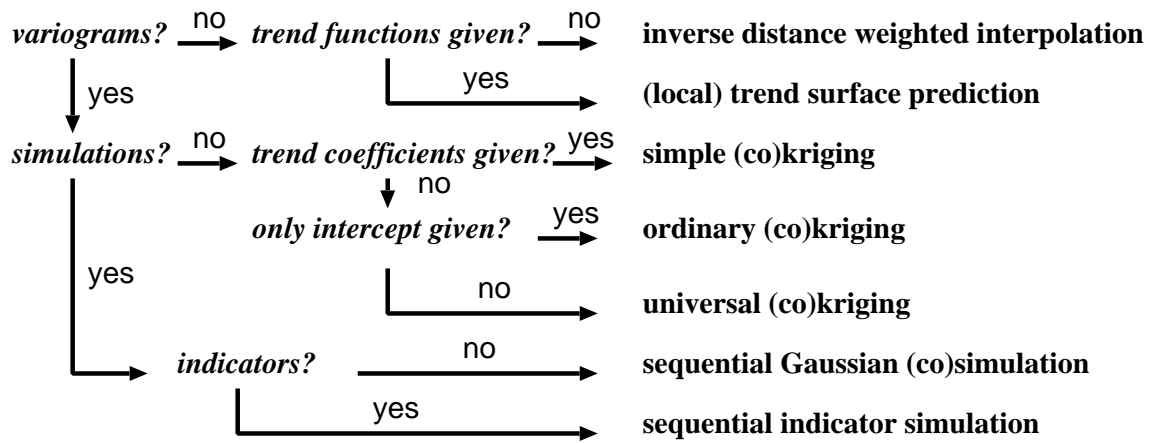 variograms? no trend functions given? no inverse distance weighted interpolation
yes yes (local) trend surface prediction
simulations? no trend coefficients given? yes simple (co)kriging
no
only intercept given? yes ordinary (co)kriging
yes
no universal (co)kriging
indicators? no sequential Gaussian (co)simulation
yes sequential indicator simulation